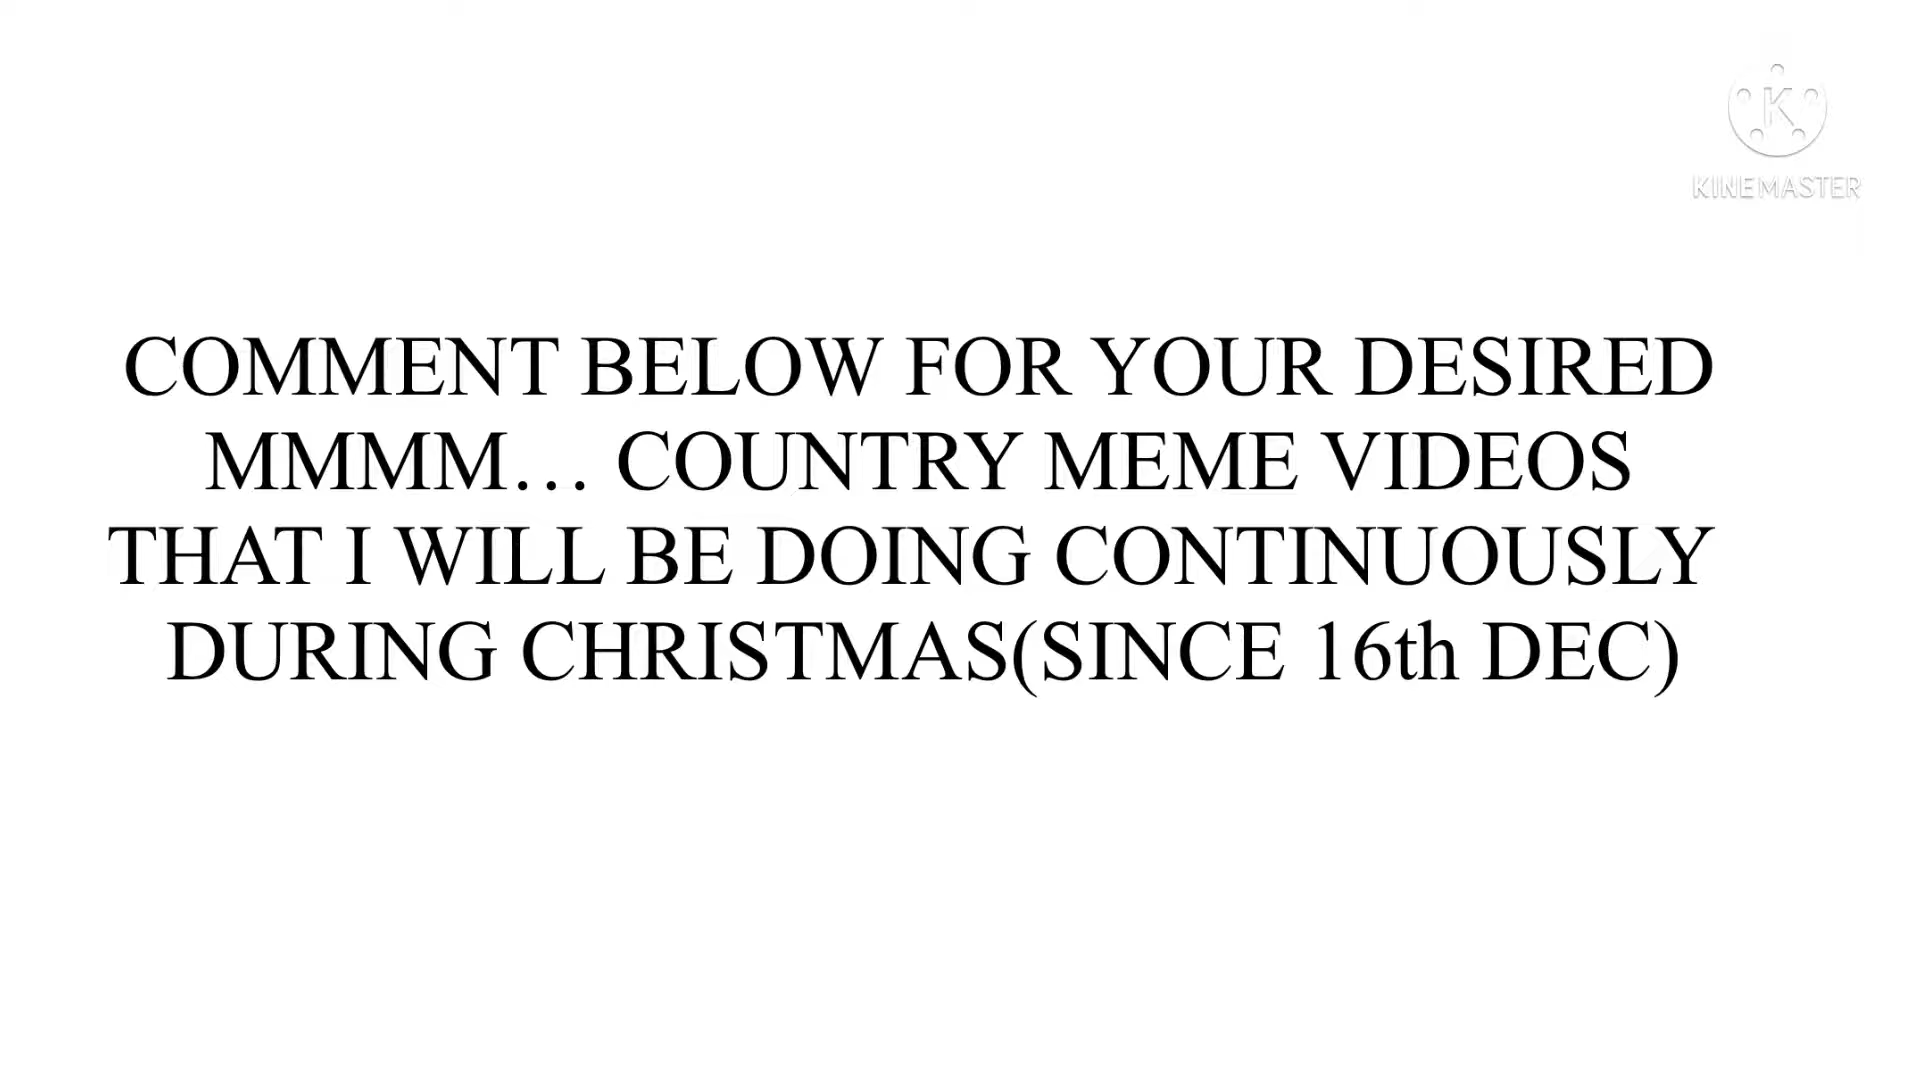 K
KINEMASTER
COMMENT BELOW FOR YOUR DESIRED
MMMM... COUNTRY MEME VIDEOS
THAT I WILL BE DOING CONTINUOUSLY
DURING CHRISTMAS(SINCE 16th DEC)